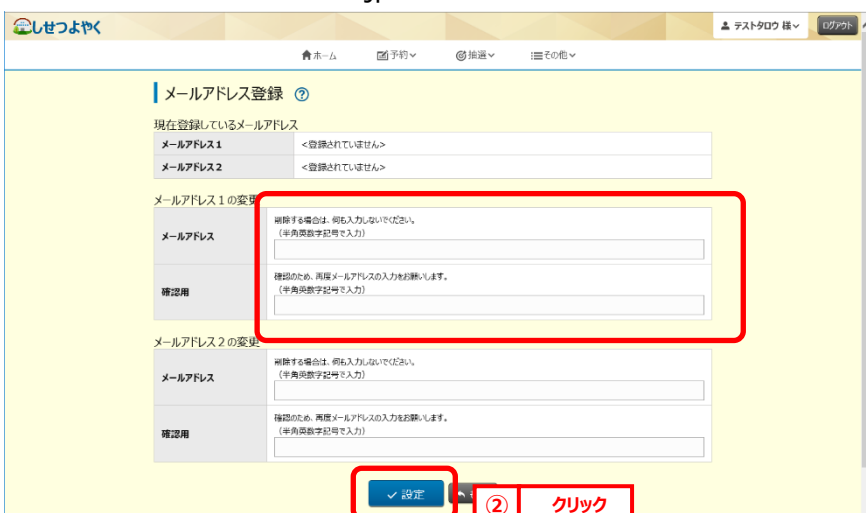 しせつよやく
テストタロウ 様
ログアウト
ホーム 予約 抽選 その他
メールアドレス登録 ?
現在登録しているメールアドレス
メールアドレス1 <登録されていません>
メールアドレス2 <登録されていません>
メールアドレス1の変更
削除する場合は、何も入力しないでください。
(半角英数字記号で入力)
メールアドレス
確認のため、再度メールアドレスの入力をお願いします。
(半角英数字記号で入力)
確認用
メールアドレス2の変更
削除する場合は、何も入力しないでください。
(半角英数字記号で入力)
メールアドレス
確認のため、再度メールアドレスの入力をお願いします。
(半角英数字記号で入力)
確認用
設定
② クリック